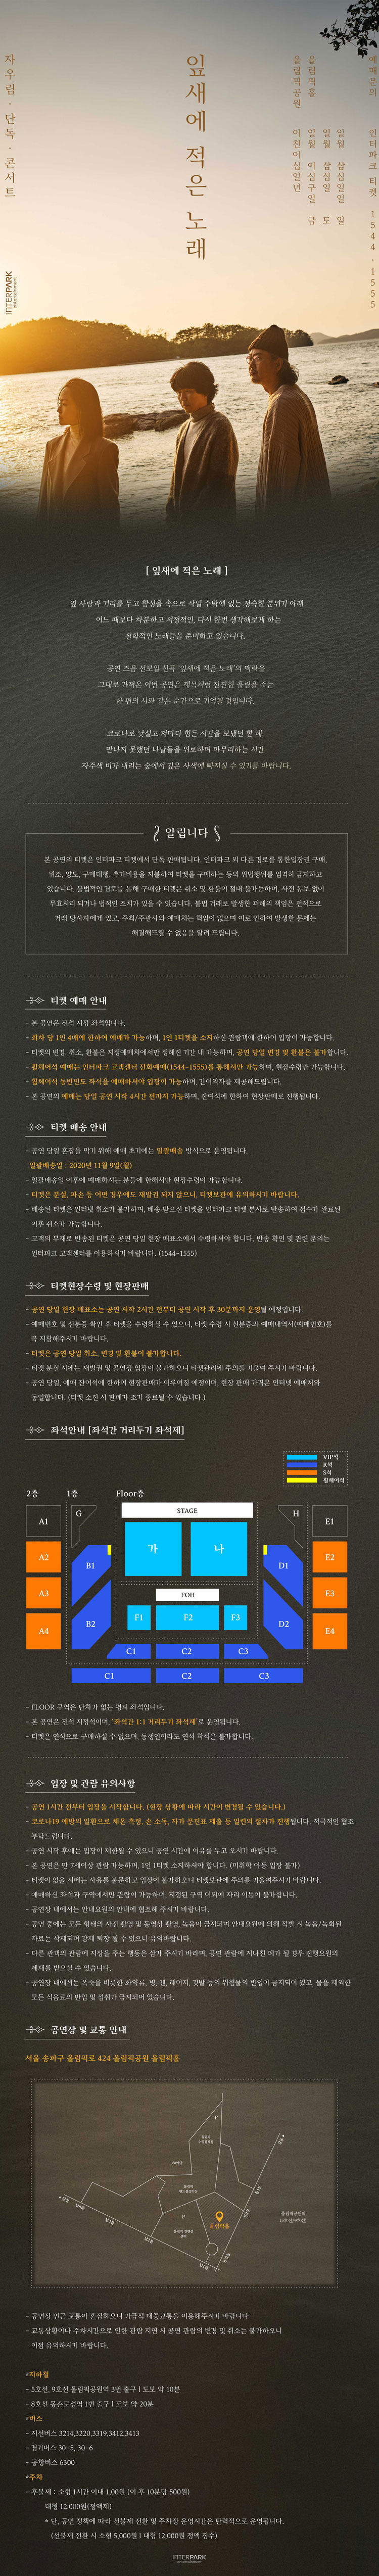 자우림 · 단독 · 콘서트
잎새에 적은 노래
올림픽공원 이천이십일년
올림픽홀 일월 이십구일 금
일월 삼십일 토
일월 삼십일일 일
예매문의 인터파크 티켓 1544·1555
INTERPARK
entertainment
[ 잎새에 적은 노래 ]
옆 사람과 거리를 두고 함성을 속으로 삭일 수밖에 없는 정숙한 분위기 아래
어느 때보다 차분하고 서정적인, 다시 한번 생각해보게 하는
철학적인 노래들을 준비하고 있습니다.
공연 즈음 선보일 신곡 '잎새에 적은 노래'의 맥락을
그대로 가져온 이번 공연은 제목처럼 잔잔한 울림을 주는
한 편의 시와 같은 순간으로 기억될 것입니다.
코로나로 낯설고 저마다 힘든 시간을 보냈던 한 해,
만나지 못했던 나날들을 위로하며 마무리하는 시간.
자주색 비가 내리는 숲에서 깊은 사색에 빠지실 수 있기를 바랍니다.
알립니다
본 공연의 티켓은 인터파크 티켓에서 단독 판매됩니다. 인터파크 외 다른 경로를 통한입장권 구매,
위조, 양도, 구매대행, 추가비용을 지불하여 티켓을 구매하는 등의 위법행위를 엄격히 금지하고
있습니다. 불법적인 경로를 통해 구매한 티켓은 취소 및 환불이 절대 불가능하며, 사전 통보 없이
무효처리 되거나 법적인 조치가 있을 수 있습니다. 불법 거래로 발생한 피해의 책임은 전적으로
거래 당사자에게 있고, 주최/주관사와 예매처는 책임이 없으며 이로 인하여 발생한 문제는
해결해드릴 수 없음을 알려 드립니다.
티켓 예매 안내
- 본 공연은 전석 지정 좌석입니다.
- 회차 당 1인 4매에 한하여 예매가 가능하며, 1인 1티켓을 소지하신 관람객에 한하여 입장이 가능합니다.
- 티켓의 변경, 취소, 환불은 지정예매처에서만 정해진 기간 내 가능하며, 공연 당일 변경 및 환불은 불가합니다.
- 휠체어석 예매는 인터파크 고객센터 전화예매(1544-1555)를 통해서만 가능하며, 현장수령만 가능합니다.
- 휠체어석 동반인도 좌석을 예매하셔야 입장이 가능하며, 간이의자를 제공해드립니다.
- 본 공연의 예매는 당일 공연 시작 4시간 전까지 가능하며, 잔여석에 한하여 현장판매로 진행됩니다.
티켓 배송 안내
- 공연 당일 혼잡을 막기 위해 예매 초기에는 일괄배송 방식으로 운영됩니다.
일괄배송일 : 2020년 11월 9일(월)
- 일괄배송일 이후에 예매하시는 분들에 한해서만 현장수령이 가능합니다.
- 티켓은 분실, 파손 등 어떤 경우에도 재발권 되지 않으니, 티켓보관에 유의하시기 바랍니다.
- 배송된 티켓은 인터넷 취소가 불가하며, 배송 받으신 티켓을 인터파크 티켓 본사로 반송하여 접수가 완료된
이후 취소가 가능합니다.
- 고객의 부재로 반송된 티켓은 공연 당일 현장 매표소에서 수령하셔야 합니다. 반송 확인 및 관련 문의는
인터파크 고객센터를 이용하시기 바랍니다. (1544-1555)
티켓현장수령 및 현장판매
- 공연 당일 현장 매표소는 공연 시작 2시간 전부터 공연 시작 후 30분까지 운영될 예정입니다.
- 예매번호 및 신분증 확인 후 티켓을 수령하실 수 있으니, 티켓 수령 시 신분증과 예매내역서(예매번호)를
꼭 지참해주시기 바랍니다.
- 티켓은 공연 당일 취소, 변경 및 환불이 불가합니다.
- 티켓 분실 시에는 재발권 및 공연장 입장이 불가하오니 티켓관리에 주의를 기울여 주시기 바랍니다.
- 공연 당일, 예매 잔여석에 한하여 현장판매가 이루어질 예정이며, 현장 판매 가격은 인터넷 예매처와
동일합니다. (티켓 소진 시 판매가 조기 종료될 수 있습니다.)
좌석안내 [좌석간 거리두기 좌석제]
VIP석
R석
S석
휠체어석
2층 1층 Floor층
STAGE
A1 G H E1
가 나
A2 B1 D1 E2
FOH
A3 F1 F2 F3 E3
A4 B2 D2 E4
C1 C2 C3
C1 C2 C3
- FLOOR 구역은 단차가 없는 평지 좌석입니다.
- 본 공연은 전석 지정석이며, '좌석간 1:1 거리두기 좌석제'로 운영됩니다.
- 티켓은 연석으로 구매하실 수 없으며, 동행인이라도 연석 착석은 불가합니다.
입장 및 관람 유의사항
- 공연 1시간 전부터 입장을 시작합니다. (현장 상황에 따라 시간이 변경될 수 있습니다.)
- 코로나19 예방의 일환으로 체온 측정, 손 소독, 자가 문진표 제출 등 일련의 절차가 진행됩니다. 적극적인 협조
부탁드립니다.
- 공연 시작 후에는 입장이 제한될 수 있으니 공연 시간에 여유를 두고 오시기 바랍니다.
- 본 공연은 만 7세이상 관람 가능하며, 1인 1티켓 소지하셔야 합니다. (미취학 아동 입장 불가)
- 티켓이 없을 시에는 사유를 불문하고 입장이 불가하오니 티켓보관에 주의를 기울여주시기 바랍니다.
- 예매하신 좌석과 구역에서만 관람이 가능하며, 지정된 구역 이외에 자리 이동이 불가합니다.
- 공연장 내에서는 안내요원의 안내에 협조해 주시기 바랍니다.
- 공연 중에는 모든 형태의 사진 촬영 및 동영상 촬영, 녹음이 금지되며 안내요원에 의해 적발 시 녹음/녹화된
자료는 삭제되며 강제 퇴장 될 수 있으니 유의바랍니다.
- 다른 관객의 관람에 지장을 주는 행동은 삼가 주시기 바라며, 공연 관람에 지나친 폐가 될 경우 진행요원의
제재를 받으실 수 있습니다.
- 공연장 내에서는 폭죽을 비롯한 화약류, 병, 캔, 레이저, 깃발 등의 위험물의 반입이 금지되어 있고, 물을 제외한
모든 식음료의 반입 및 섭취가 금지되어 있습니다.
공연장 및 교통 안내
서울 송파구 올림픽로 424 올림픽공원 올림픽홀
P
P
올림픽홀
올림픽공원역
(5호선/9호선)
- 공연장 인근 교통이 혼잡하오니 가급적 대중교통을 이용해주시기 바랍니다
- 교통상황이나 주차시간으로 인한 관람 지연 시 공연 관람의 변경 및 취소는 불가하오니
이점 유의하시기 바랍니다.
*지하철
- 5호선, 9호선 올림픽공원역 3번 출구 | 도보 약 10분
- 8호선 몽촌토성역 1번 출구 | 도보 약 20분
*버스
- 지선버스 3214,3220,3319,3412,3413
- 경기버스 30-5, 30-6
- 공항버스 6300
*주차
- 후불제 : 소형 1시간 이내 1,00원 (이 후 10분당 500원)
대형 12,000원(정액제)
* 단, 공연 정책에 따라 선불제 전환 및 주차장 운영시간은 탄력적으로 운영됩니다.
(선불제 전환 시 소형 5,000원 | 대형 12,000원 정액 징수)
INTERPARK
entertainment